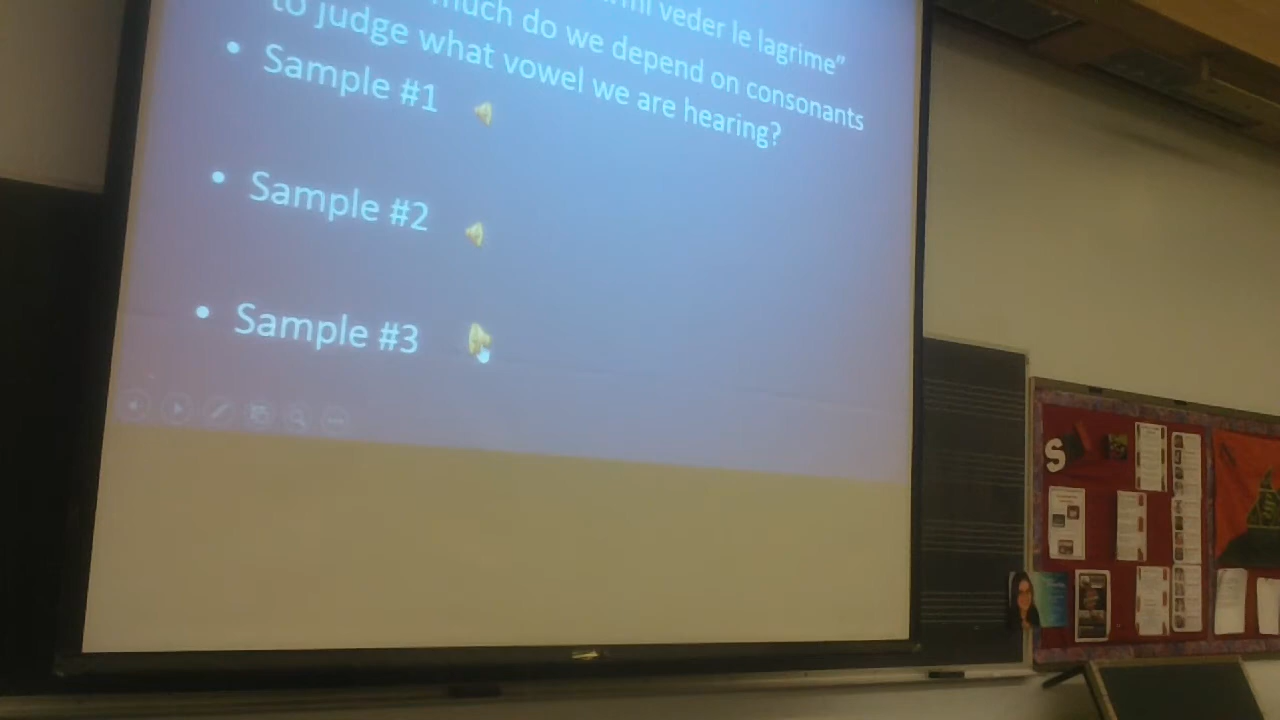 veder le lagrime”
much do we depend on consonants
to judge what vowel we are hearing?
• Sample #1
• Sample #2
• Sample #3
S